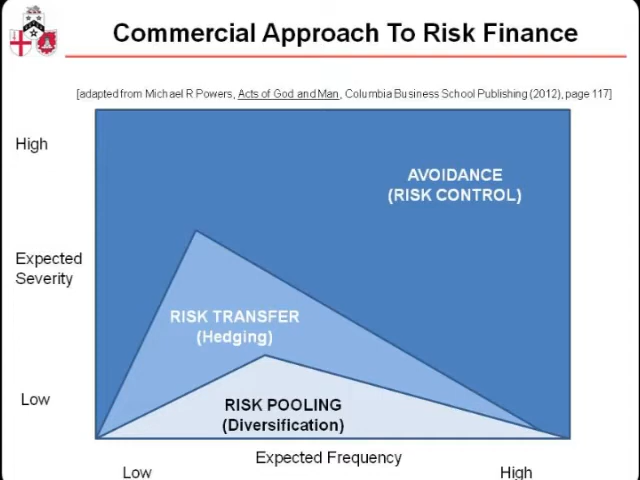 Commercial Approach To Risk Finance
[adapted from Michael R Powers, Acts of God and Man, Columbia Business School Publishing (2012), page 117]
High
AVOIDANCE
(RISK CONTROL)
Expected
Severity
RISK TRANSFER
(Hedging)
Low
RISK POOLING
(Diversification)
Expected Frequency
Low
High